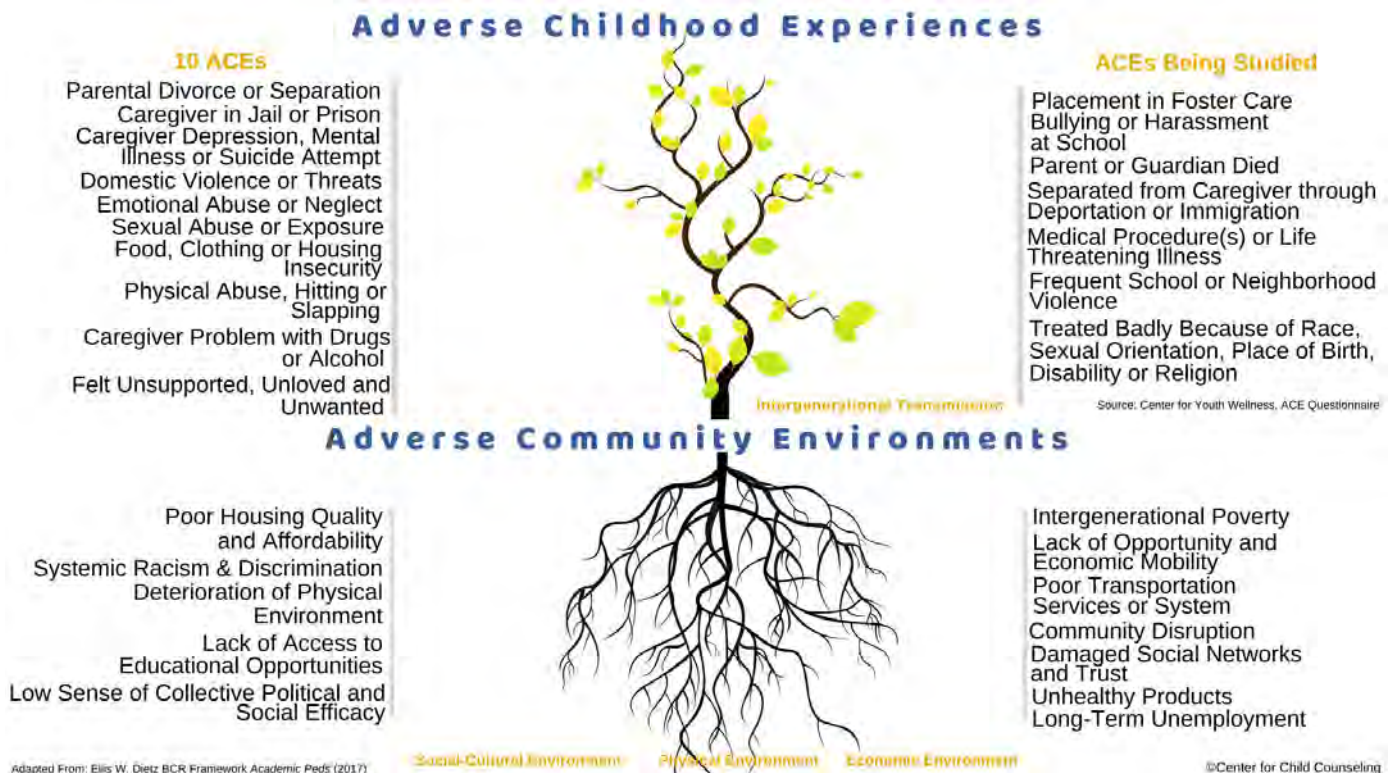 Adverse Childhood Experiences
10 ACEs
Parental Divorce or Separation
Caregiver in Jail or Prison
Caregiver Depression, Mental
Illness or Suicide Attempt
Domestic Violence or Threats
Emotional Abuse or Neglect
Sexual Abuse or Exposure
Food, Clothing or Housing
Insecurity
Physical Abuse, Hitting or
Slapping
Caregiver Problem with Drugs
or Alcohol
Felt Unsupported, Unloved and
Unwanted
ACEs Being Studied
Placement in Foster Care
Bullying or Harassment
at School
Parent or Guardian Died
Separated from Caregiver through
Deportation or Immigration
Medical Procedure(s) or Life
Threatening Illness
Frequent School or Neighborhood
Violence
Treated Badly Because of Race,
Sexual Orientation, Place of Birth,
Disability or Religion
Intergenerational Transmission
Source: Center for Youth Wellness, ACE Questionnaire
Adverse Community Environments
Poor Housing Quality
and Affordability
Systemic Racism & Discrimination
Deterioration of Physical
Environment
Lack of Access to
Educational Opportunities
Low Sense of Collective Political and
Social Efficacy
Intergenerational Poverty
Lack of Opportunity and
Economic Mobility
Poor Transportation
Services or System
Community Disruption
Damaged Social Networks
and Trust
Unhealthy Products
Long-Term Unemployment
Social-Cultural Environment
Physical Environment
Economic Environment
Adapted From: Ellis W. Dietz BCR Framework Academic Peds (2017)
©Center for Child Counseling